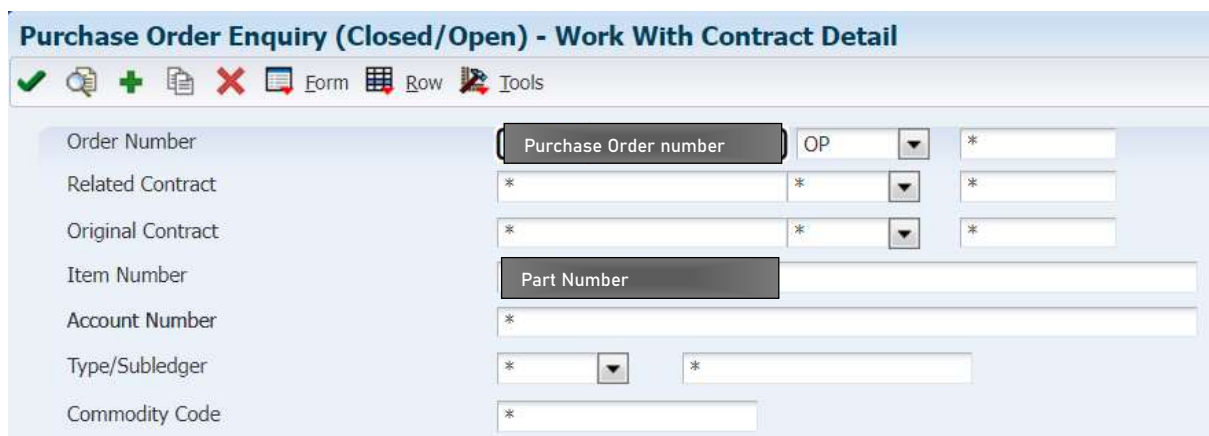 Purchase Order Enquiry (Closed/Open) - Work With Contract Detail
Form Row Tools
Order Number Purchase Order number OP *
Related Contract * * *
Original Contract * * *
Item Number Part Number
Account Number *
Type/Subledger * *
Commodity Code *